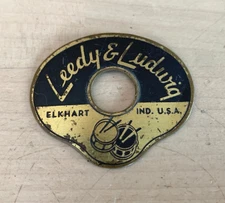 Leedy & Ludwig
ELKHART IND. U.S.A.